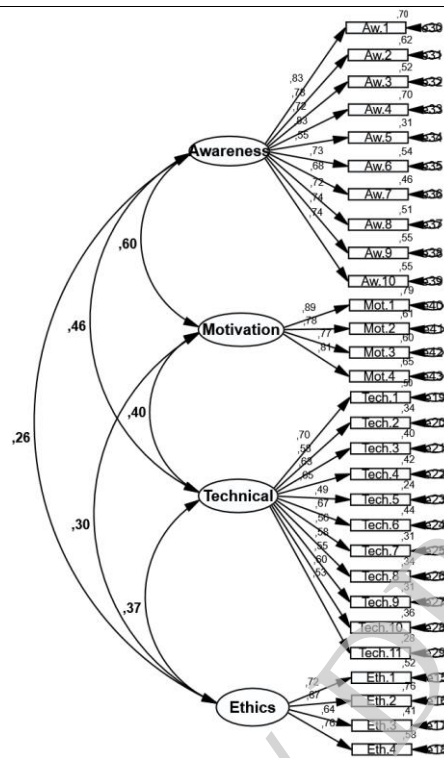 ,70
Aw.1
,62
Aw.2
,52
Aw.3
,70
Aw.4
,31
Aw.5
,54
Aw.6
,46
Aw.7
,51
Aw.8
,55
Aw.9
,55
Aw.10
,83
,78
,72
,83
,55
,73
,68
,72
,74
,74
Awareness
,60
,79
Mot.1
,61
Mot.2
,60
Mot.3
,65
Mot.4
,89
,78
,77
,81
Motivation
,46
,40
,50
Tech.1
,34
Tech.2
,40
Tech.3
,42
Tech.4
,24
Tech.5
,44
Tech.6
,31
Tech.7
,34
Tech.8
,31
Tech.9
,36
Tech.10
,28
Tech.11
,70
,58
,63
,65
,49
,67
,56
,58
,55
,60
,53
Technical
,26
,30
,37
,52
Eth.1
,76
Eth.2
,41
Eth.3
,58
Eth.4
,72
,87
,64
,76
Ethics